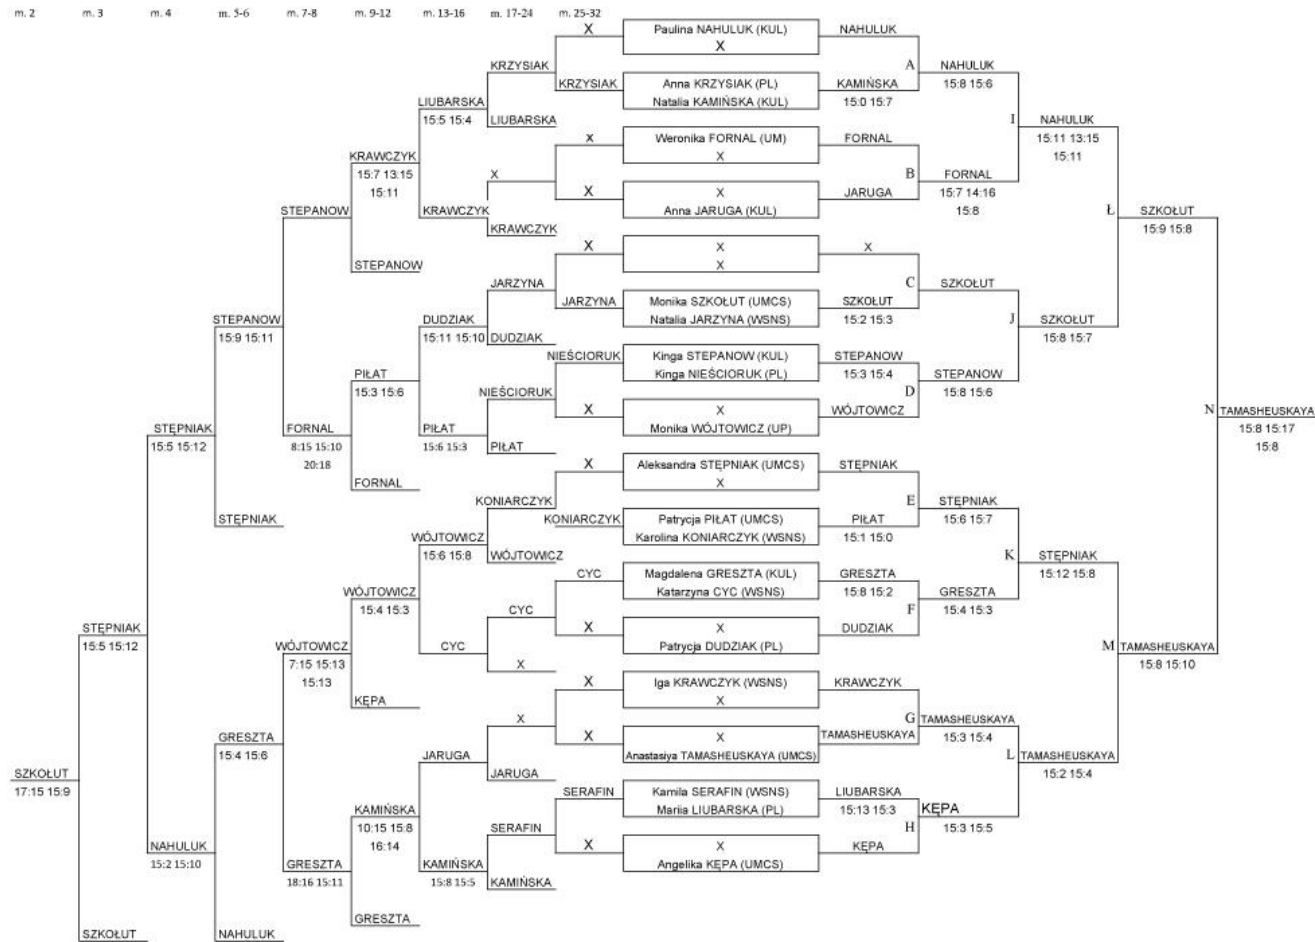 m. 2 m. 3 m. 4 m. 5-6 m. 7-8 m. 9-12 m. 13-16 m. 17-24 m. 25-32
X Paulina NAHULUK (KUL) NAHULUK
X
KRZYSIAK A NAHULUK
KRZYSIAK Anna KRZYSIAK (PL) KAMIŃSKA 15:8 15:6
LIUBARSKA Natalia KAMIŃSKA (KUL) 15:0 15:7
15:5 15:4 LIUBARSKA I NAHULUK
x Weronika FORNAL (UM) FORNAL 15:11 13:15
KRAWCZYK X 15:11
15:7 13:15 X B FORNAL
15:11 X X JARUGA 15:7 14:16
STEPANOW KRAWCZYK Anna JARUGA (KUL) 15:8 Ł SZKOŁUT
KRAWCZYK 15:9 15:8
X X X
STEPANOW X
JARZYNA C SZKOŁUT
JARZYNA Monika SZKOŁUT (UMCS) SZKOŁUT
STEPANOW DUDZIAK Natalia JARZYNA (WSNS) 15:2 15:3 J SZKOŁUT
15:9 15:11 15:11 15:10 DUDZIAK 15:8 15:7
NIEŚCIORUK Kinga STEPANOW (KUL) STEPANOW
PIŁAT Kinga NIEŚCIORUK (PL) 15:3 15:4 STEPANOW
15:3 15:6 NIEŚCIORUK D 15:8 15:6
X X WÓJTOWICZ N TAMASHEUSKAYA
STĘPNIAK FORNAL PIŁAT Monika WÓJTOWICZ (UP) 15:8 15:17
15:5 15:12 8:15 15:10 15:6 15:3 PIŁAT 15:8
20:18 X Aleksandra STĘPNIAK (UMCS) STĘPNIAK
FORNAL X
KONIARCZYK E STĘPNIAK
STĘPNIAK KONIARCZYK Patrycja PIŁAT (UMCS) PIŁAT 15:6 15:7
WÓJTOWICZ Karolina KONIARCZYK (WSNS) 15:1 15:0
15:6 15:8 WÓJTOWICZ K STĘPNIAK
CYC Magdalena GRESZTA (KUL) GRESZTA 15:12 15:8
WÓJTOWICZ Katarzyna CYC (WSNS) 15:8 15:2 GRESZTA
15:4 15:3 CYC F 15:4 15:3
STĘPNIAK X X DUDZIAK
15:5 15:12 WÓJTOWICZ CYC Patrycja DUDZIAK (PL) M TAMASHEUSKAYA
7:15 15:13 X 15:8 15:10
15:13 X Iga KRAWCZYK (WSNS) KRAWCZYK
KĘPA X
X G TAMASHEUSKAYA
GRESZTA X X TAMASHEUSKAYA 15:3 15:4
15:4 15:6 JARUGA Anastasiya TAMASHEUSKAYA (UMCS) L TAMASHEUSKAYA
SZKOŁUT JARUGA 15:2 15:4
17:15 15:9 SERAFIN Kamila SERAFIN (WSNS) LIUBARSKA
KAMIŃSKA Mariia LIUBARSKA (PL) 15:13 15:3 KĘPA
10:15 15:8 SERAFIN H 15:3 15:5
16:14 X X KĘPA
NAHULUK GRESZTA KAMIŃSKA Angelika KĘPA (UMCS)
15:2 15:10 18:16 15:11 15:8 15:5 KAMIŃSKA
GRESZTA
SZKOŁUT NAHULUK